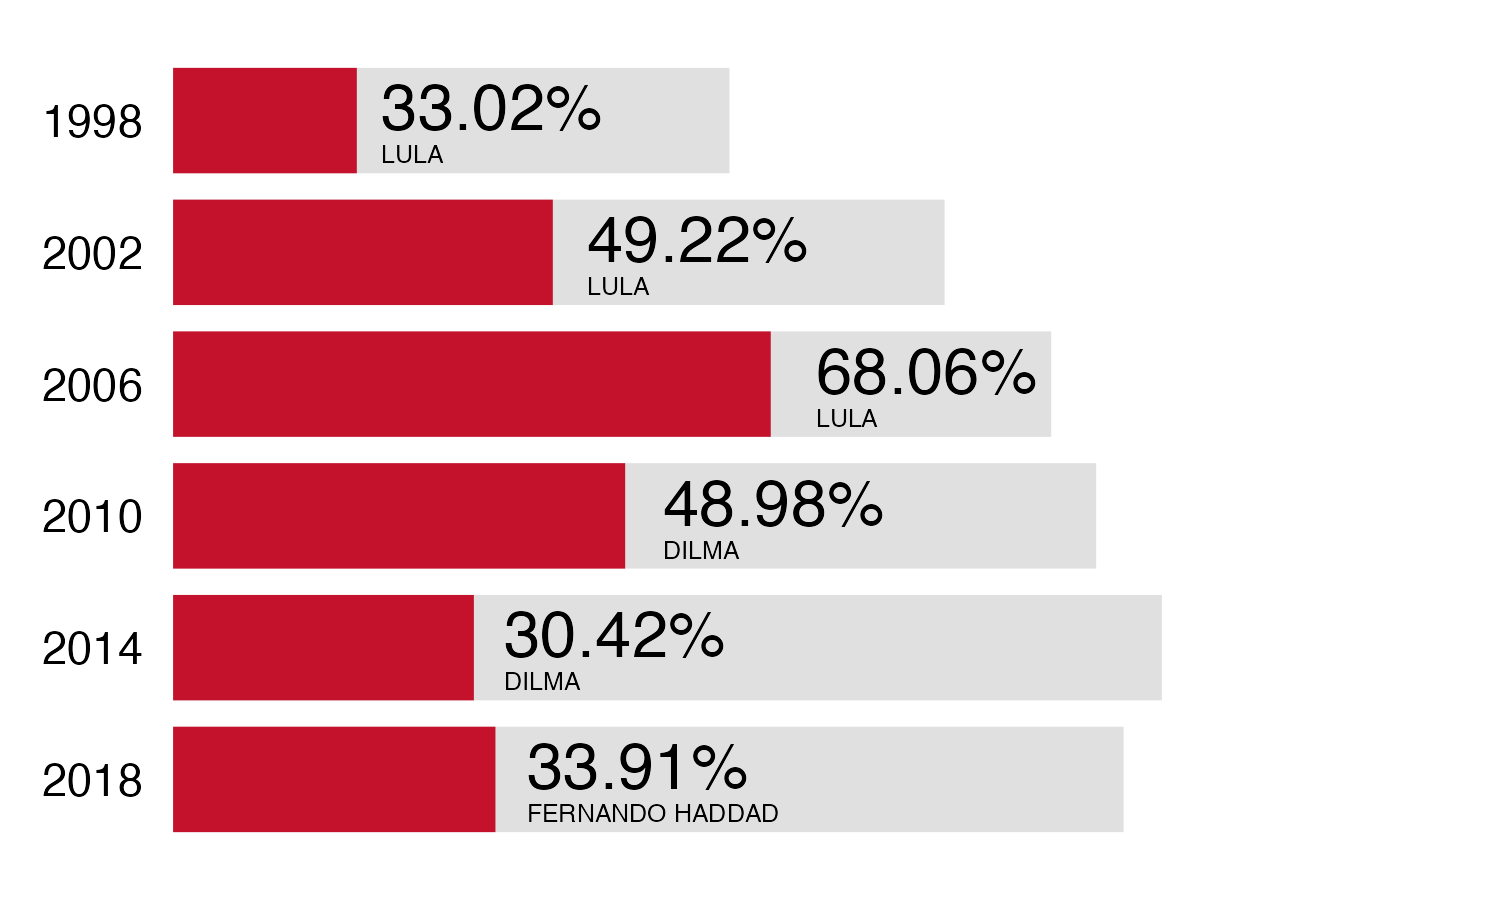 1998
33.02%
LULA
2002
49.22%
LULA
2006
68.06%
LULA
2010
48.98%
DILMA
2014
30.42%
DILMA
2018
33.91%
FERNANDO HADDAD